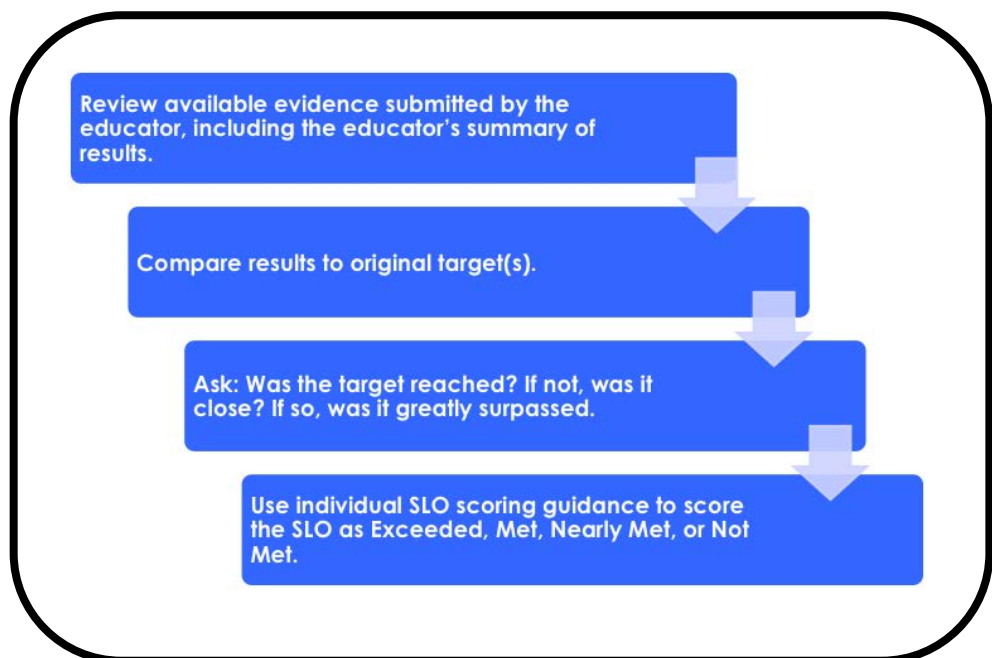 Review available evidence submitted by the
educator, including the educator’s summary of
results.
Compare results to original target(s).
Ask: Was the target reached? If not, was it
close? If so, was it greatly surpassed.
Use individual SLO scoring guidance to score
the SLO as Exceeded, Met, Nearly Met, or Not
Met.